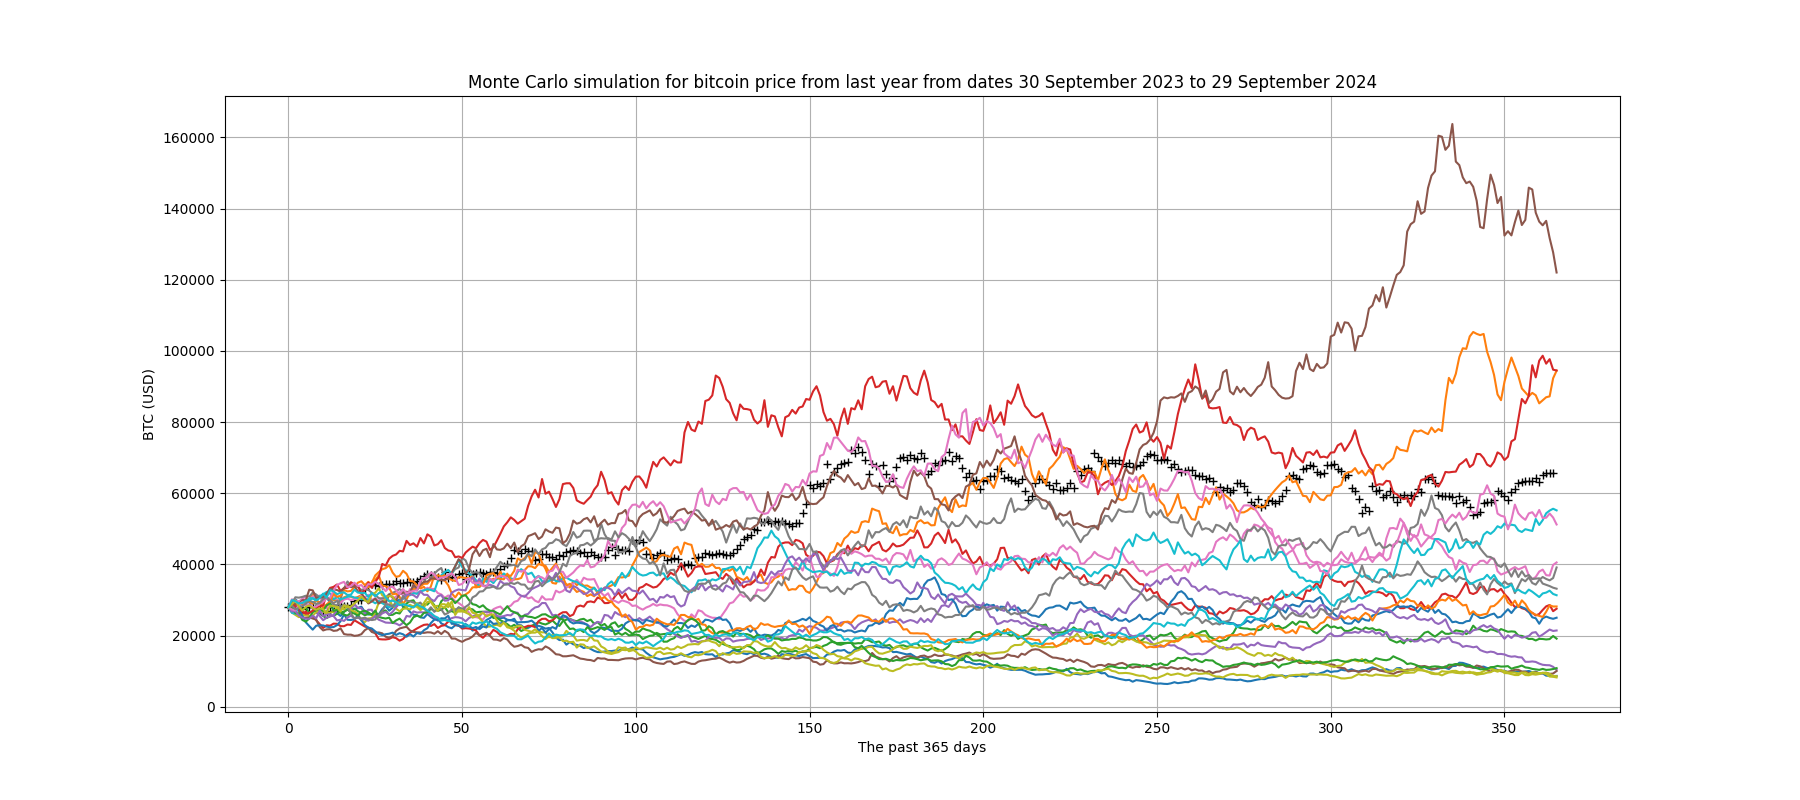 Monte Carlo simulation for bitcoin price from last year from dates 30 September 2023 to 29 September 2024
160000
140000
120000
100000
80000
60000
40000
20000
0
BTC (USD)
0 50 100 150 200 250 300 350
The past 365 days